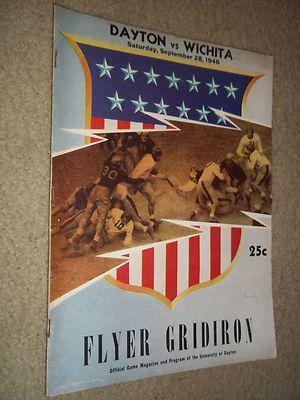 DAYTON vs WICHITA
Saturday, September 28, 1946
25c
FLYER GRIDIRON
Official Game Magazine and Program of the University of Dayton